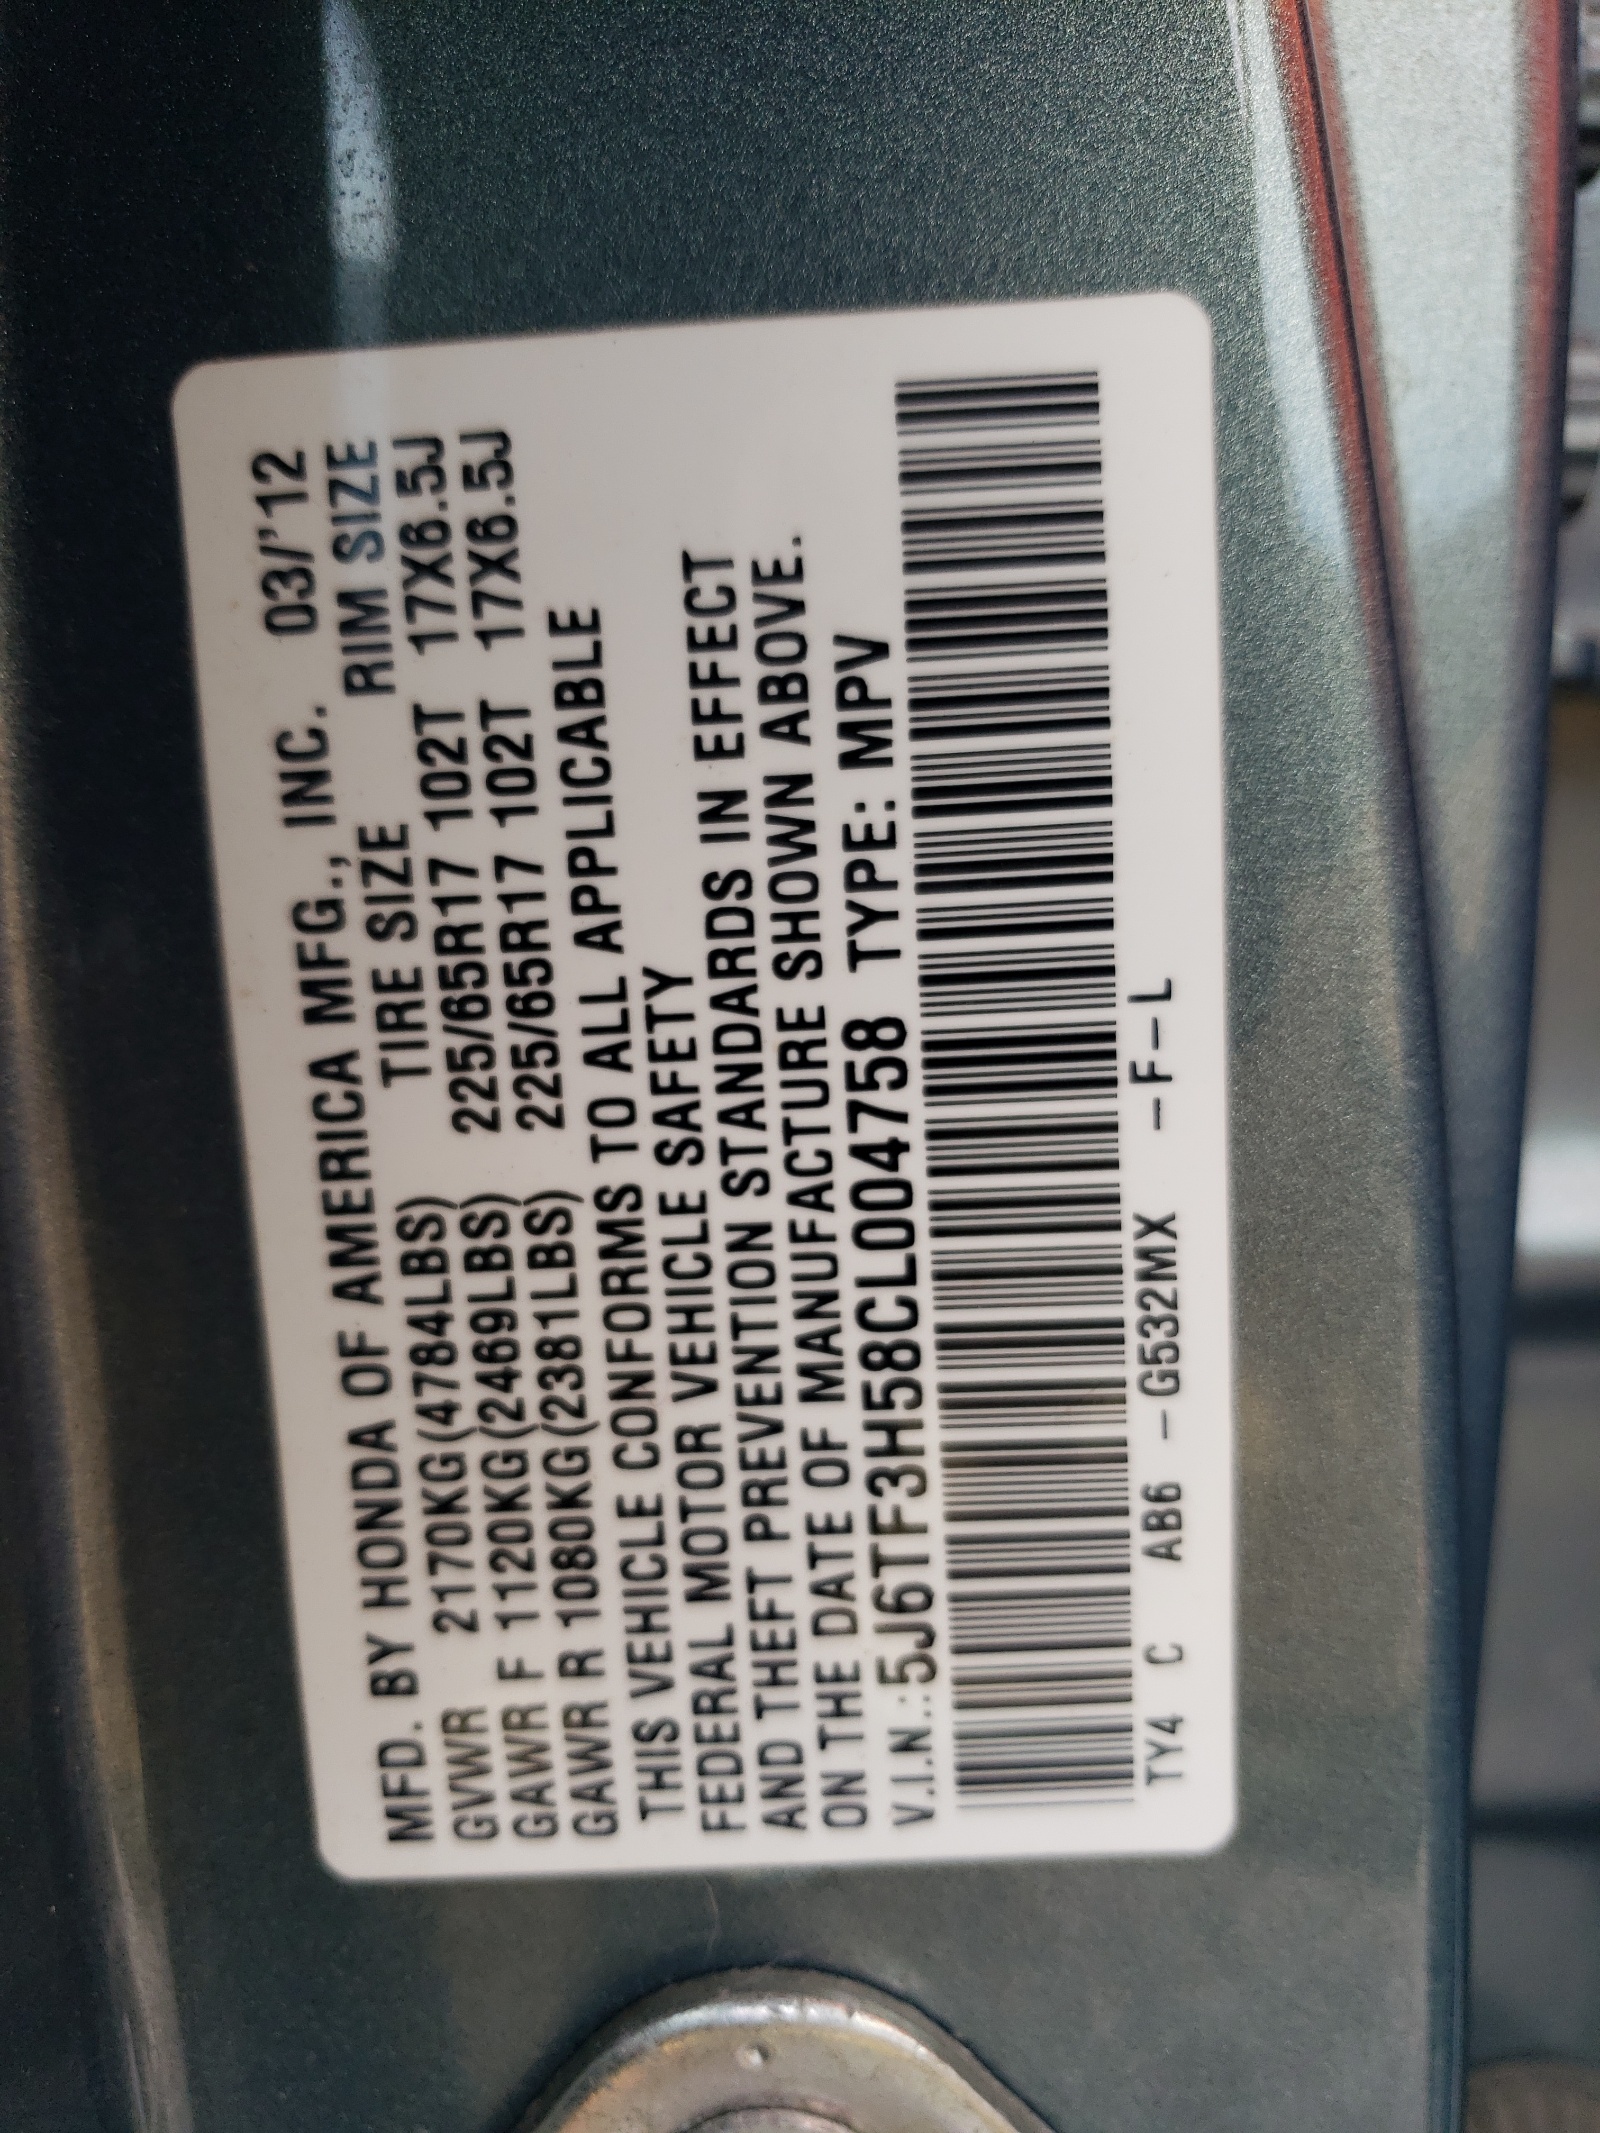 MFD. BY HONDA OF AMERICA MFG., INC. 03/'12
TIRE SIZE RIM SIZE
GVWR 2170KG(4784LBS)
GAWR F 1120KG(2469LBS) 225/65R17 102T 17X6.5J
GAWR R 1080KG(2381LBS) 225/65R17 102T 17X6.5J
THIS VEHICLE CONFORMS TO ALL APPLICABLE
FEDERAL MOTOR VEHICLE SAFETY
AND THEFT PREVENTION STANDARDS IN EFFECT
ON THE DATE OF MANUFACTURE SHOWN ABOVE.
V.I.N.:5J6TF3H58CL004758 TYPE: MPV
TY4 C AB6 -G532MX -F-L